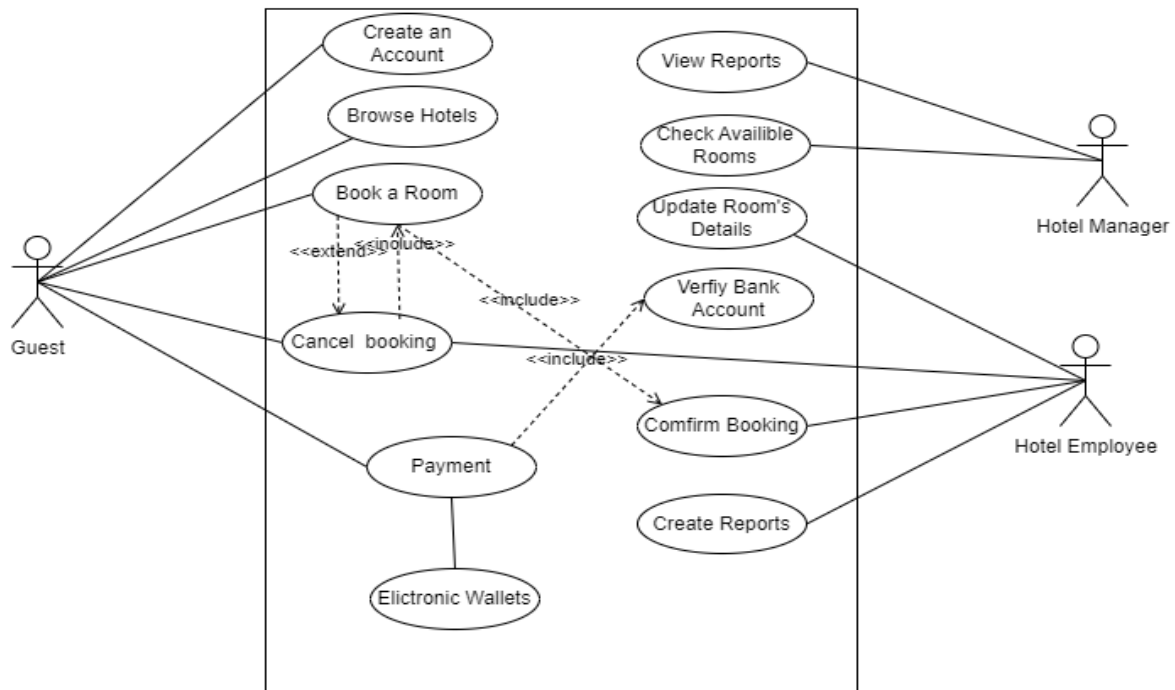 Create an
Account
View Reports
Browse Hotels
Check Availible
Rooms
Book a Room
Update Room's
Details
Hotel Manager
<<extend>>
<<include>>
<<include>>
Verfiy Bank
Account
Guest
Cancel booking
<<include>>
Comfirm Booking
Hotel Employee
Payment
Create Reports
Elictronic Wallets